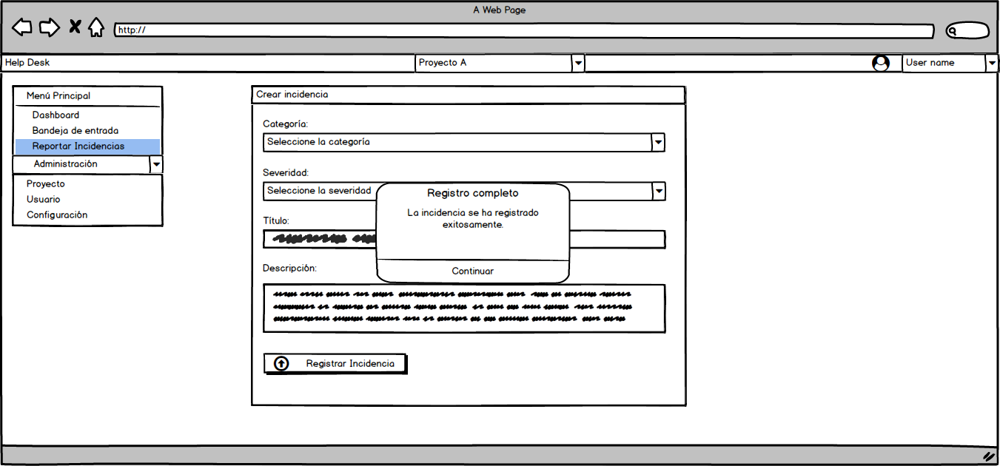 A Web Page
http://
Help Desk
Proyecto A
User name
Menú Principal
Dashboard
Bandeja de entrada
Reportar Incidencias
Administración
Proyecto
Usuario
Configuración
Crear incidencia
Categoría:
Seleccione la categoría
Severidad:
Seleccione la severidad
Título:
Descripción:
Registrar Incidencia
Registro completo
La incidencia se ha registrado
exitosamente.
Continuar